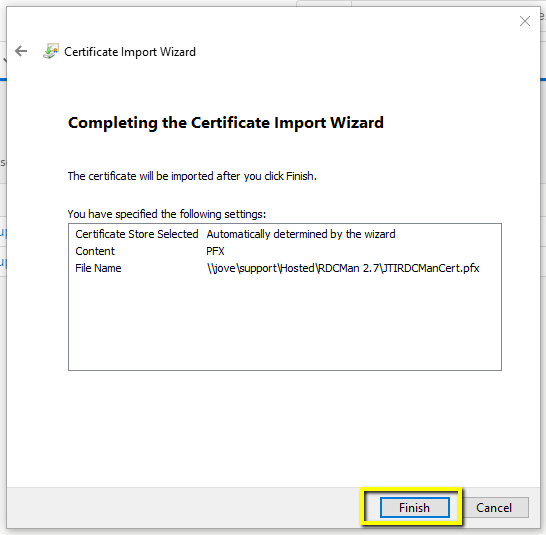 Certificate Import Wizard
Completing the Certificate Import Wizard
The certificate will be imported after you click Finish.
You have specified the following settings:
Certificate Store Selected Automatically determined by the wizard
Content PFX
File Name \\jove\support\Hosted\RDCMan 2.7\JTIRDCManCert.pfx
Finish Cancel